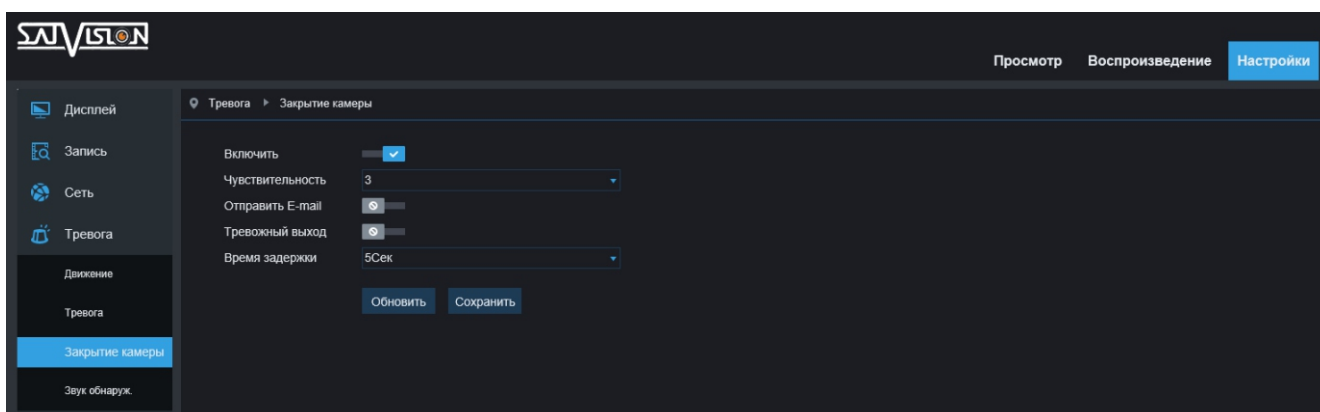 SATVISION
Просмотр Воспроизведение Настройки
Дисплей
Запись
Сеть
Тревога
Движение
Тревога
Закрытие камеры
Звук обнаруж.
Тревога Закрытие камеры
Включить
Чувствительность 3
Отправить E-mail
Тревожный выход
Время задержки 5Сек
Обновить Сохранить